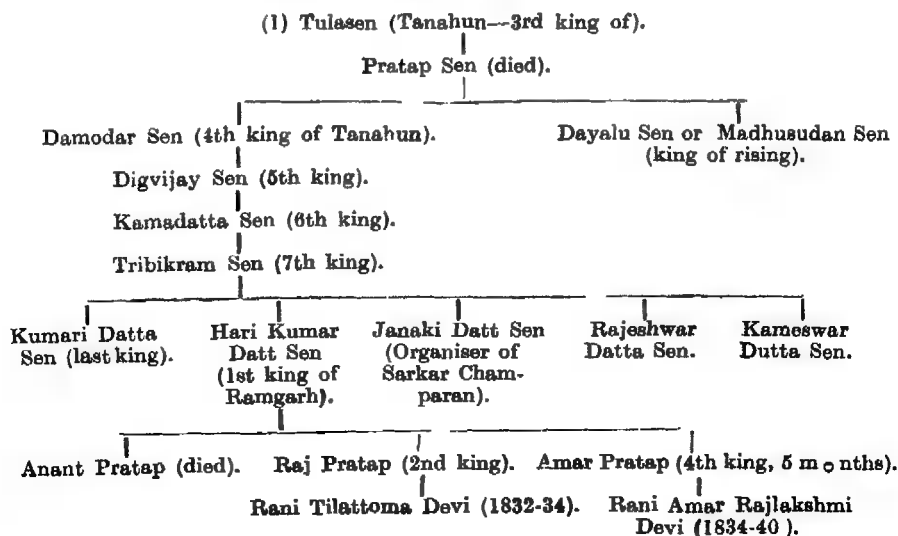 (1) Tulasen (Tanahun—3rd king of).
Pratap Sen (died).
Damodar Sen (4th king of Tanahun).
Dayalu Sen or Madhusudan Sen
(king of rising).
Digvijay Sen (5th king).
Kamadatta Sen (6th king).
Tribikram Sen (7th king).
Kumari Datta
Sen (last king).
Hari Kumar
Datt Sen
(1st king of
Ramgarh).
Janaki Datt Sen
(Organiser of
Sarkar Cham-
paran).
Rajeshwar
Datta Sen.
Kameswar
Dutta Sen.
Anant Pratap (died).
Raj Pratap (2nd king).
Amar Pratap (4th king, 5 months).
Rani Tilattoma Devi (1832-34).
Rani Amar Rajlakshmi
Devi (1834-40).